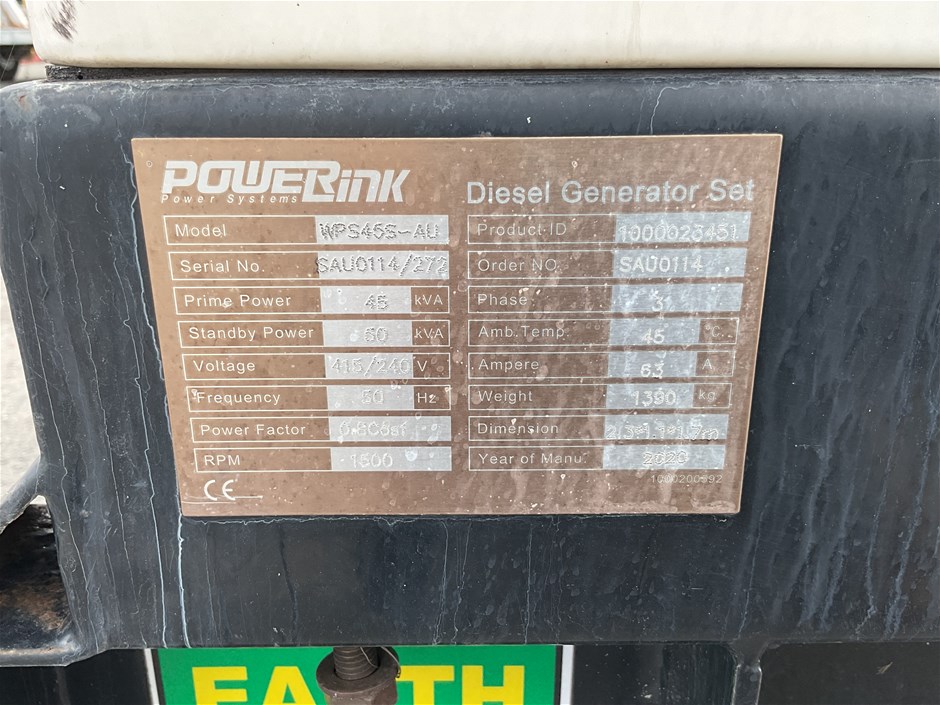 POWERLINK
Power Systems
Diesel Generator Set
Model WPS45S-AU
Serial No. SAU0114/272
Prime Power 45 kVA
Standby Power 50 kVA
Voltage 415/240 V
Frequency 50 Hz
Power Factor
RPM 1500
Product ID 1000023451
Order NO. SAU0114
Phase 3
Amb.Temp. 45 °C
Ampere 63 A
Weight 1390 kg
Dimension
Year of Manu. 2020
CE
1000200592
EARTH